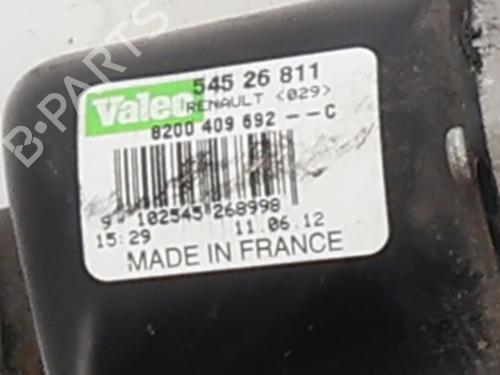 B-PARTS
545 26 811
Valeo
RENAULT <029>
8200 409 692 --C
9 102545 268998
15:29 11.06.12
MADE IN FRANCE